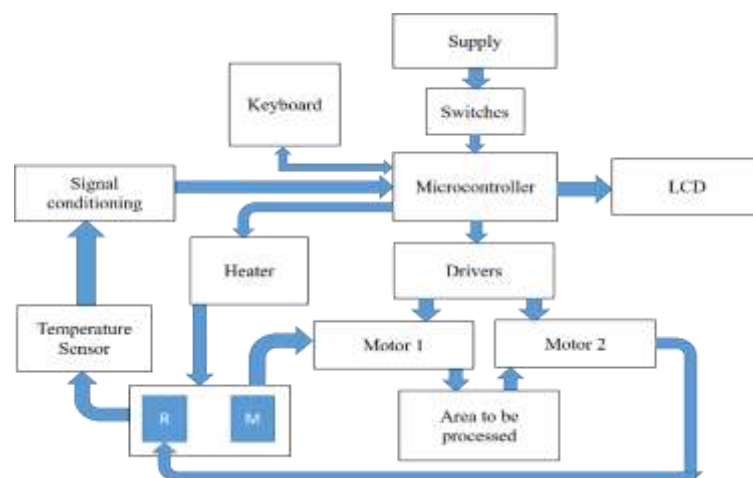 Supply
Keyboard
Switches
Signal
conditioning
Microcontroller
LCD
Heater
Drivers
Temperature
Sensor
Motor 1
Motor 2
R
M
Area to be
processed